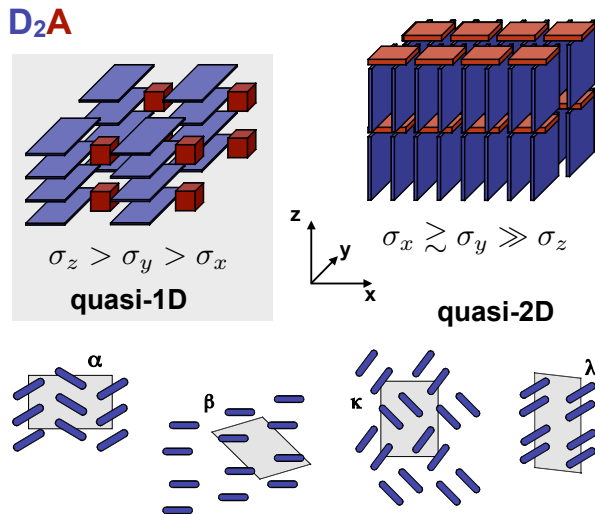 D₂A
z
y
x
σz > σy > σx
σx ≳ σy ≫ σz
quasi-1D
quasi-2D
α
β
κ
λ